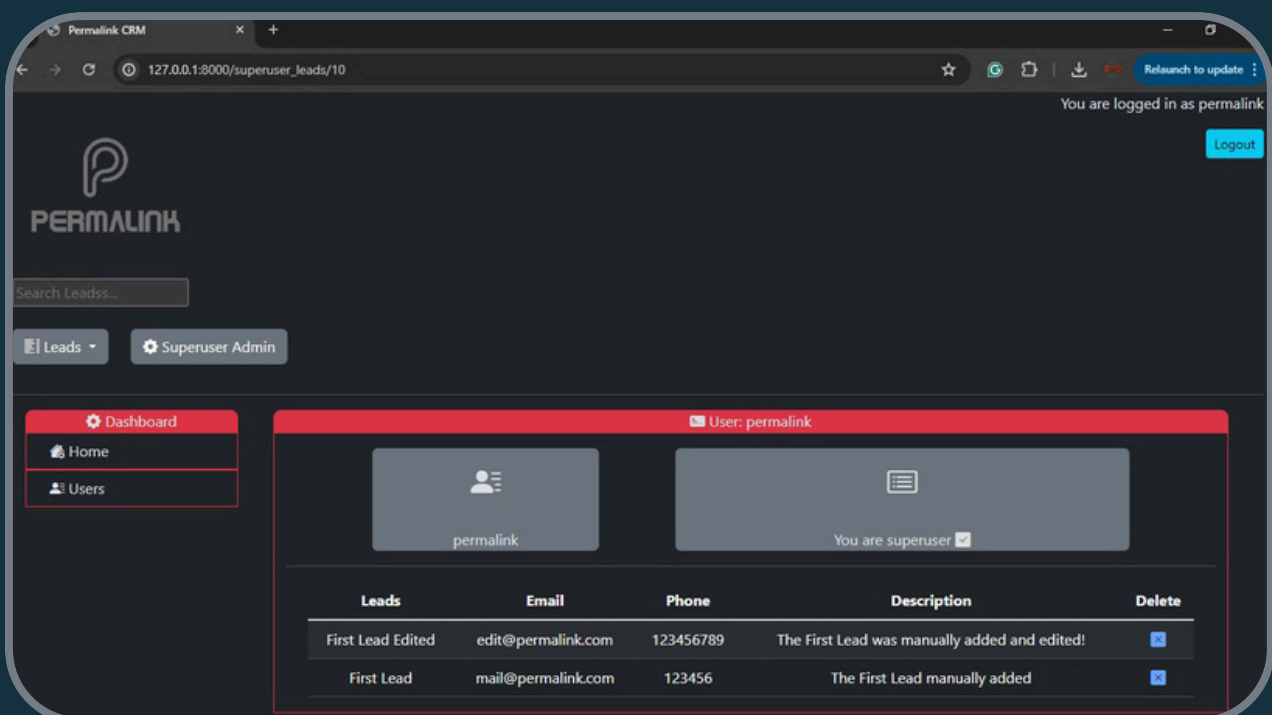 Permalink CRM
127.0.0.1:8000/superuser_leads/10
Relaunch to update
You are logged in as permalink
Logout
PERMALINK
Search Leadss...
Leads
Superuser Admin
Dashboard
Home
Users
User: permalink
permalink
You are superuser
Leads Email Phone Description Delete
First Lead Edited edit@permalink.com 123456789 The First Lead was manually added and edited!
First Lead mail@permalink.com 123456 The First Lead manually added